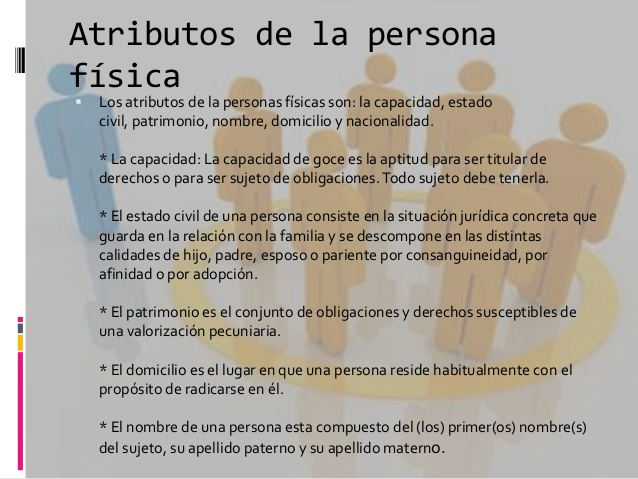 Atributos de la persona
física
Los atributos de la personas físicas son: la capacidad, estado
civil, patrimonio, nombre, domicilio y nacionalidad.
* La capacidad: La capacidad de goce es la aptitud para ser titular de
derechos o para ser sujeto de obligaciones. Todo sujeto debe tenerla.
* El estado civil de una persona consiste en la situación jurídica concreta que
guarda en la relación con la familia y se descompone en las distintas
calidades de hijo, padre, esposo o pariente por consanguineidad, por
afinidad o por adopción.
* El patrimonio es el conjunto de obligaciones y derechos susceptibles de
una valorización pecuniaria.
* El domicilio es el lugar en que una persona reside habitualmente con el
propósito de radicarse en él.
* El nombre de una persona esta compuesto del (los) primer(os) nombre(s)
del sujeto, su apellido paterno y su apellido materno.